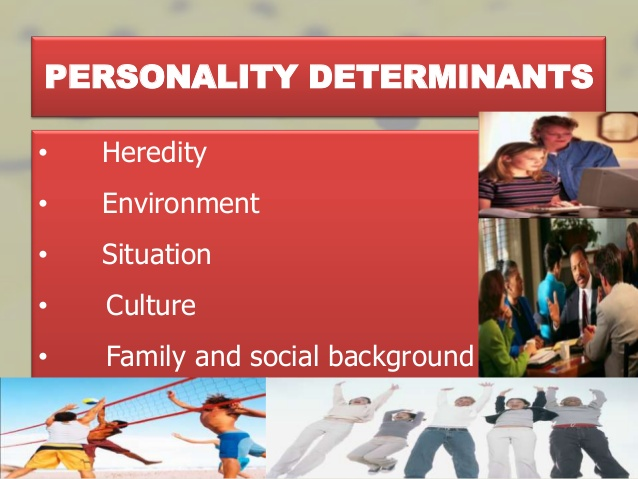 PERSONALITY DETERMINANTS
• Heredity
• Environment
• Situation
• Culture
• Family and social background